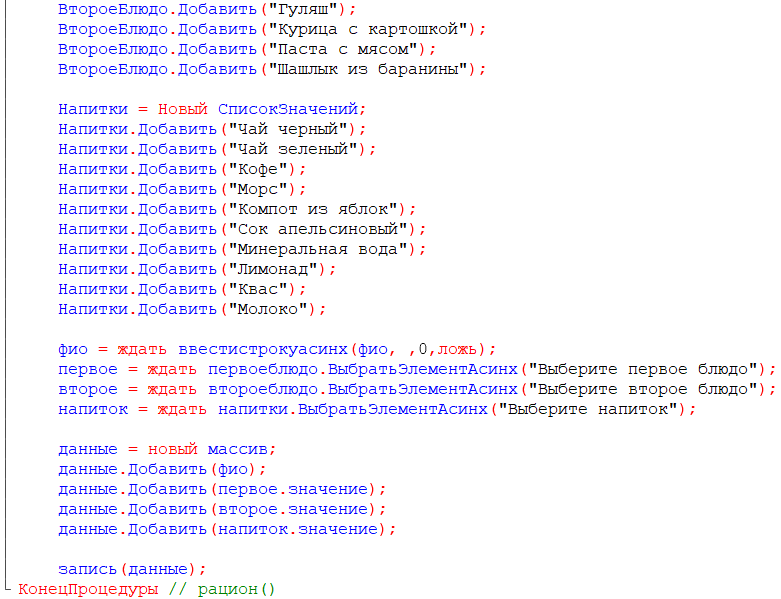 ВтороеБлюдо.Добавить("Гуляш");
ВтороеБлюдо.Добавить("Курица с картошкой");
ВтороеБлюдо.Добавить("Паста с мясом");
ВтороеБлюдо.Добавить("Шашлык из баранины");
Напитки = Новый СписокЗначений;
Напитки.Добавить("Чай черный");
Напитки.Добавить("Чай зеленый");
Напитки.Добавить("Кофе");
Напитки.Добавить("Морс");
Напитки.Добавить("Компот из яблок");
Напитки.Добавить("Сок апельсиновый");
Напитки.Добавить("Минеральная вода");
Напитки.Добавить("Лимонад");
Напитки.Добавить("Квас");
Напитки.Добавить("Молоко");
фио = ждать ввестистрокуасинх(фио, ,0,ложь);
первое = ждать первоеблюдо.ВыбратьЭлементАсинх("Выберите первое блюдо");
второе = ждать второеблюдо.ВыбратьЭлементАсинх("Выберите второе блюдо");
напиток = ждать напитки.ВыбратьЭлементАсинх("Выберите напиток");
данные = новый массив;
данные.Добавить(фио);
данные.Добавить(первое.значение);
данные.Добавить(второе.значение);
данные.Добавить(напиток.значение);
запись(данные);
КонецПроцедуры // рацион()